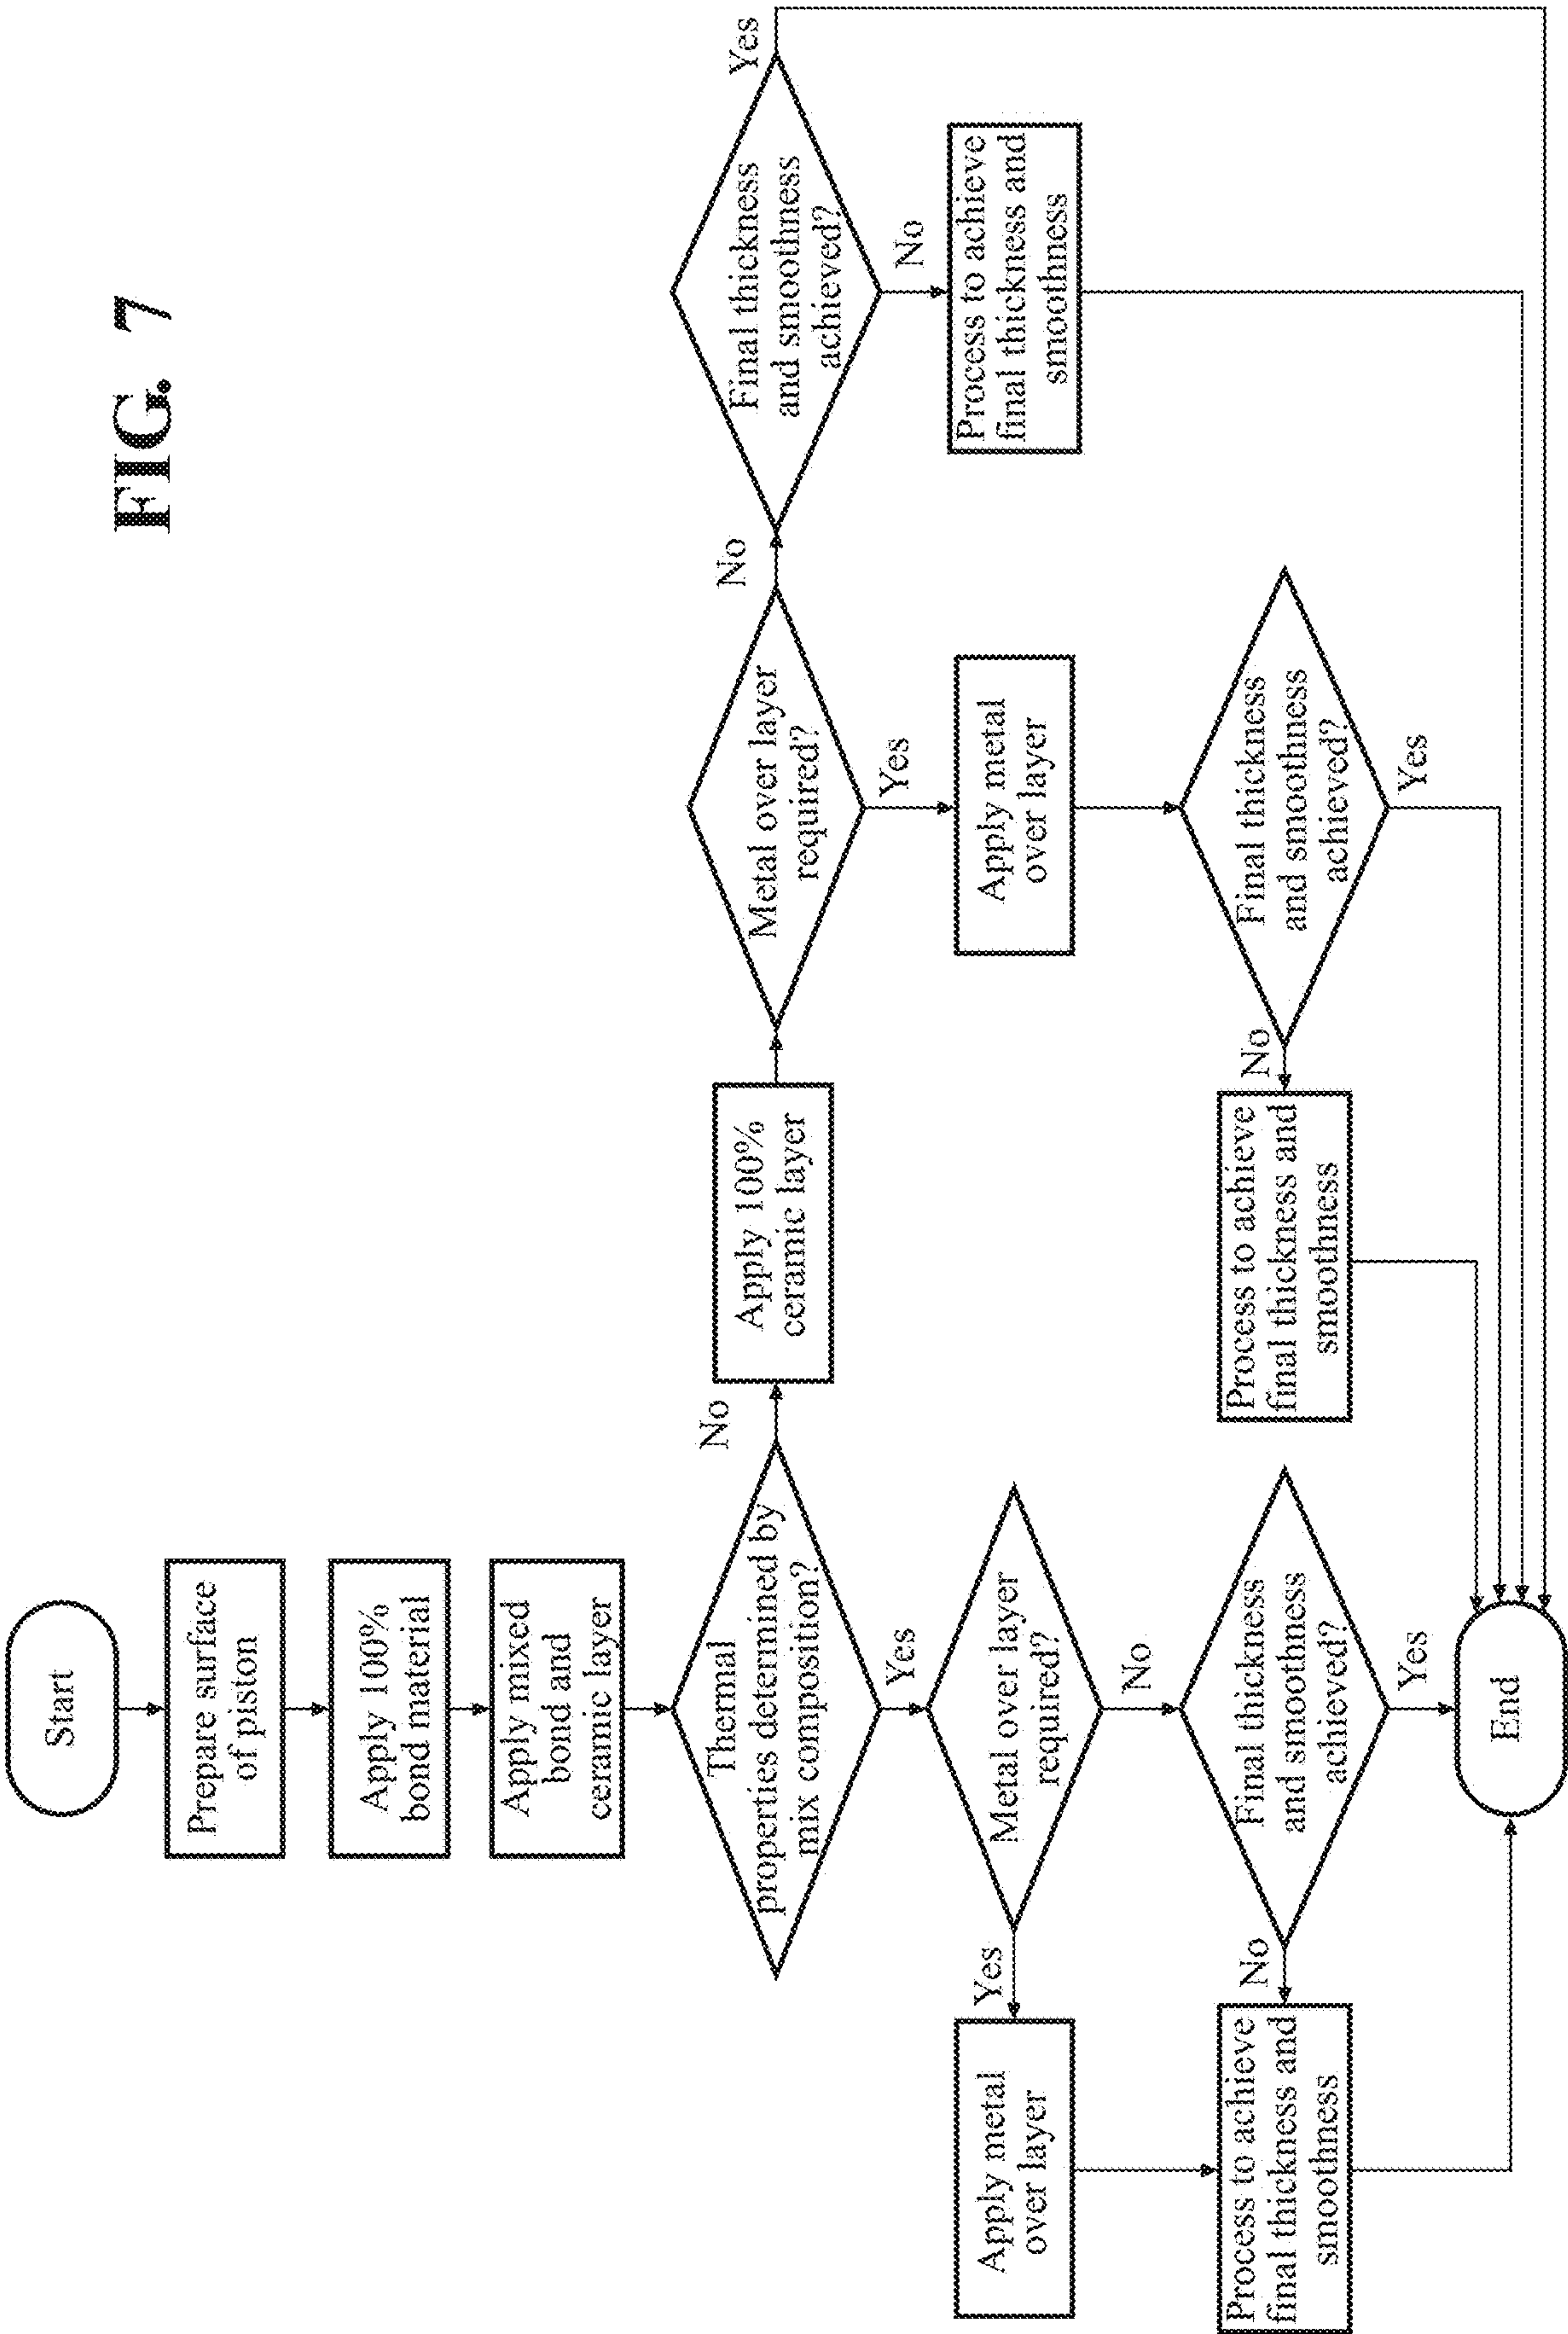 FIG. 7
Start
Prepare surface
of piston
Apply 100%
bond material
Apply mixed
bond and
ceramic layer
Thermal
properties determined by
mix composition?
No
Apply 100%
ceramic layer
Metal over layer
required?
No
Final thickness
and smoothness
achieved?
Yes
No
Process to achieve
final thickness and
smoothness
Yes
Apply metal
over layer
Final thickness
and smoothness
achieved?
Yes
No
Process to achieve
final thickness and
smoothness
Yes
Metal over layer
required?
Yes
Apply metal
over layer
No
Final thickness
and smoothness
achieved?
No
Process to achieve
final thickness and
smoothness
Yes
End